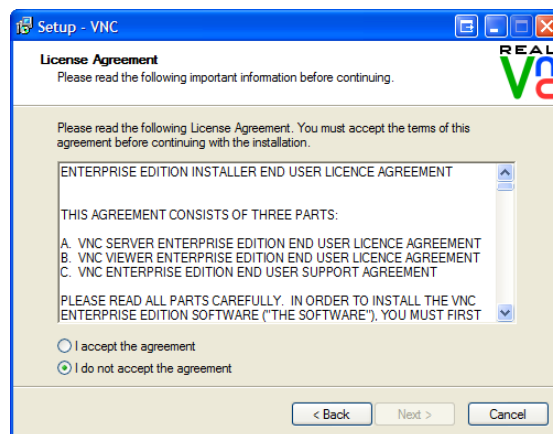 Setup - VNC
License Agreement
Please read the following important information before continuing.
REAL
VNC
Please read the following License Agreement. You must accept the terms of this
agreement before continuing with the installation.
ENTERPRISE EDITION INSTALLER END USER LICENCE AGREEMENT
THIS AGREEMENT CONSISTS OF THREE PARTS:
A. VNC SERVER ENTERPRISE EDITION END USER LICENCE AGREEMENT
B. VNC VIEWER ENTERPRISE EDITION END USER LICENCE AGREEMENT
C. VNC ENTERPRISE EDITION END USER SUPPORT AGREEMENT
PLEASE READ ALL PARTS CAREFULLY. IN ORDER TO INSTALL THE VNC
ENTERPRISE EDITION SOFTWARE ("THE SOFTWARE"), YOU MUST FIRST
I accept the agreement
I do not accept the agreement
< Back Next > Cancel